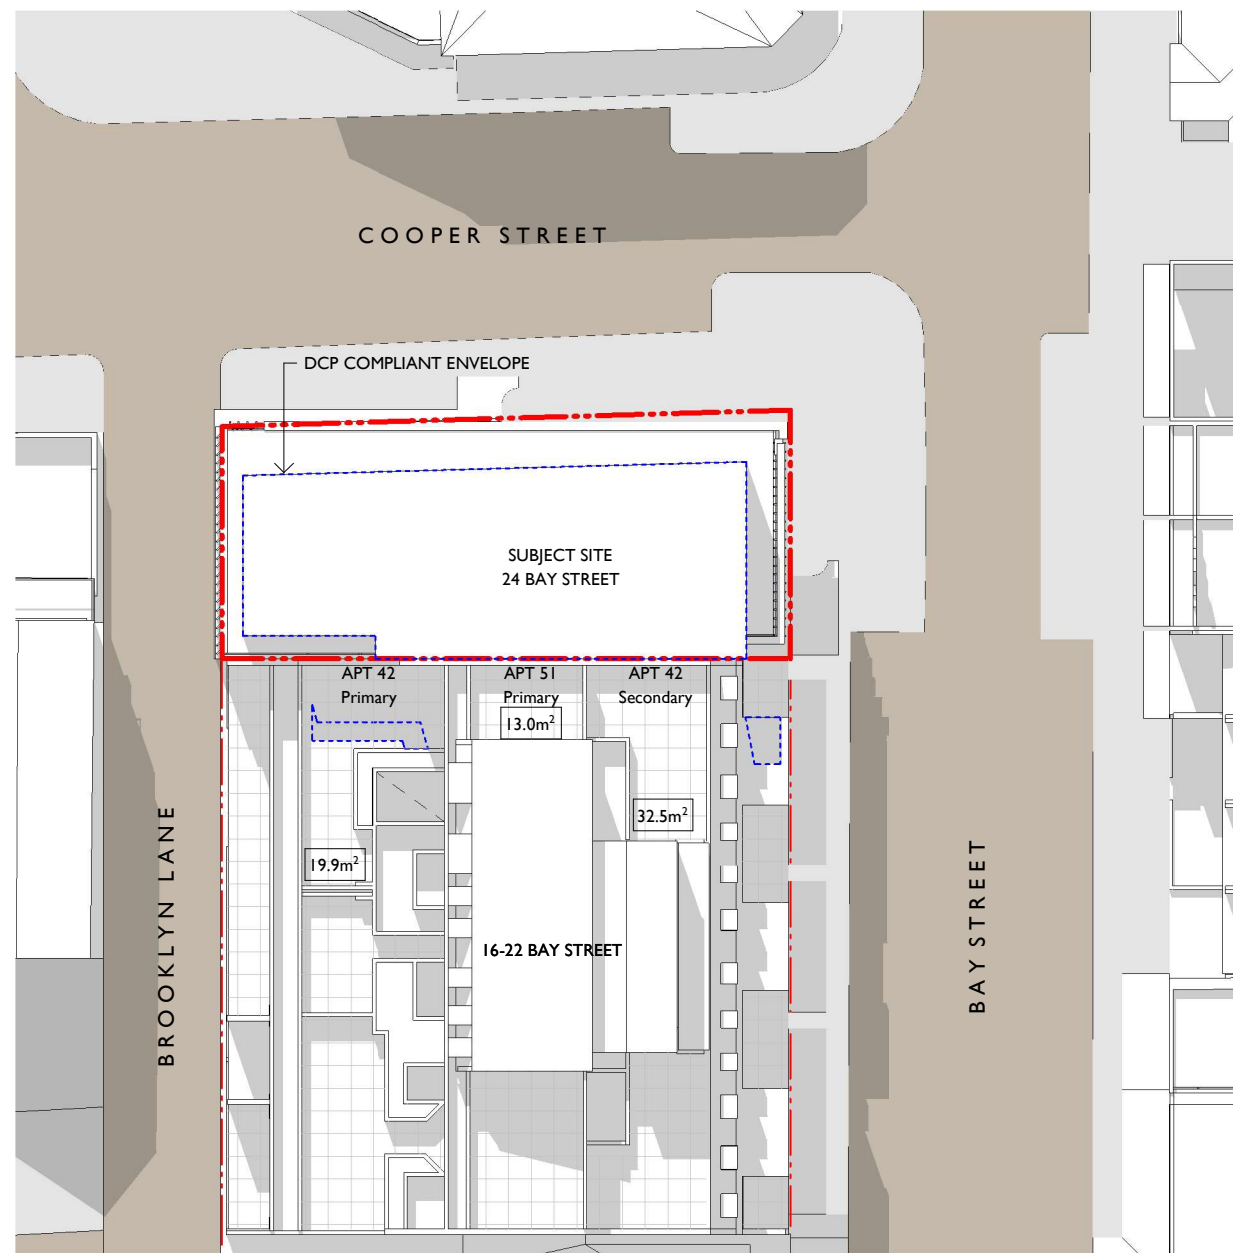 COOPER STREET
DCP COMPLIANT ENVELOPE
SUBJECT SITE
24 BAY STREET
APT 42
Primary
APT 51
Primary
13.0m²
APT 42
Secondary
32.5m²
19.9m²
16-22 BAY STREET
BROOKLYN LANE
BAY STREET